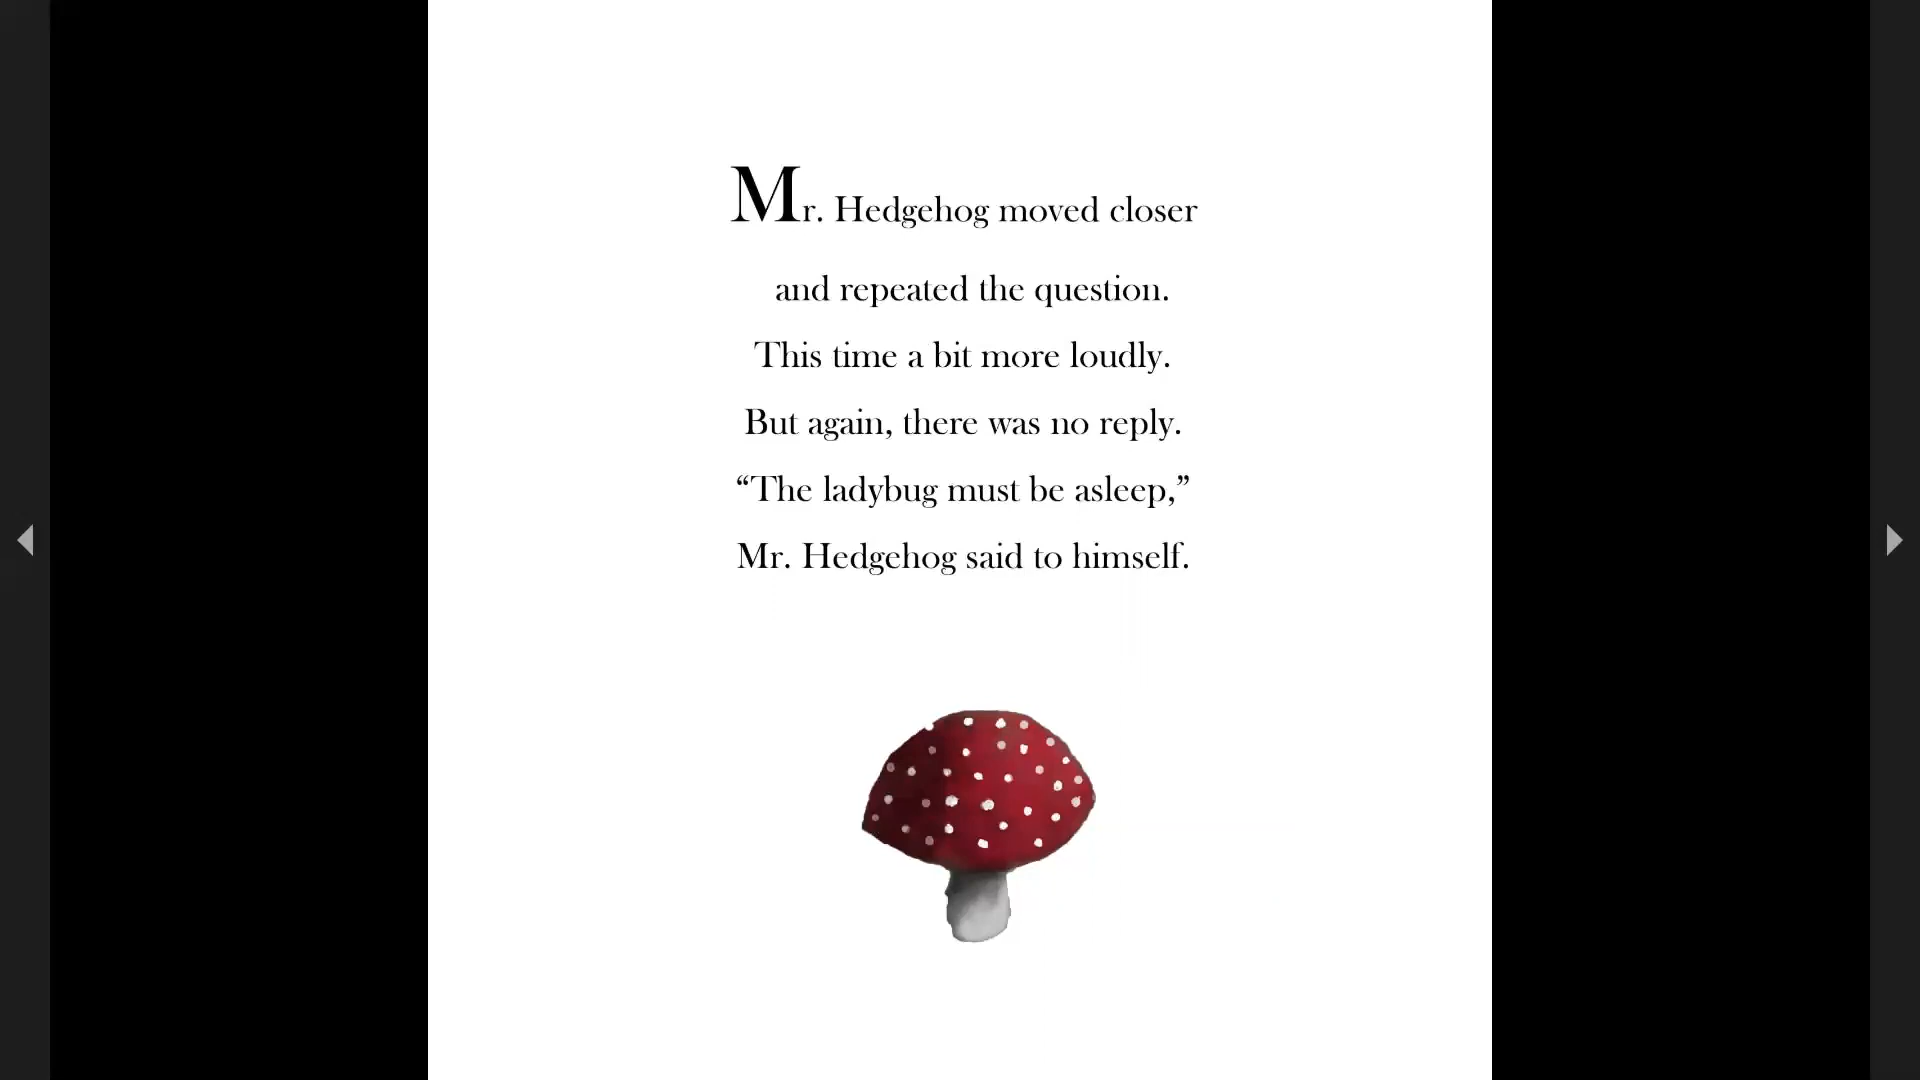 Mr. Hedgehog moved closer
and repeated the question.
This time a bit more loudly.
But again, there was no reply.
“The ladybug must be asleep,”
Mr. Hedgehog said to himself.